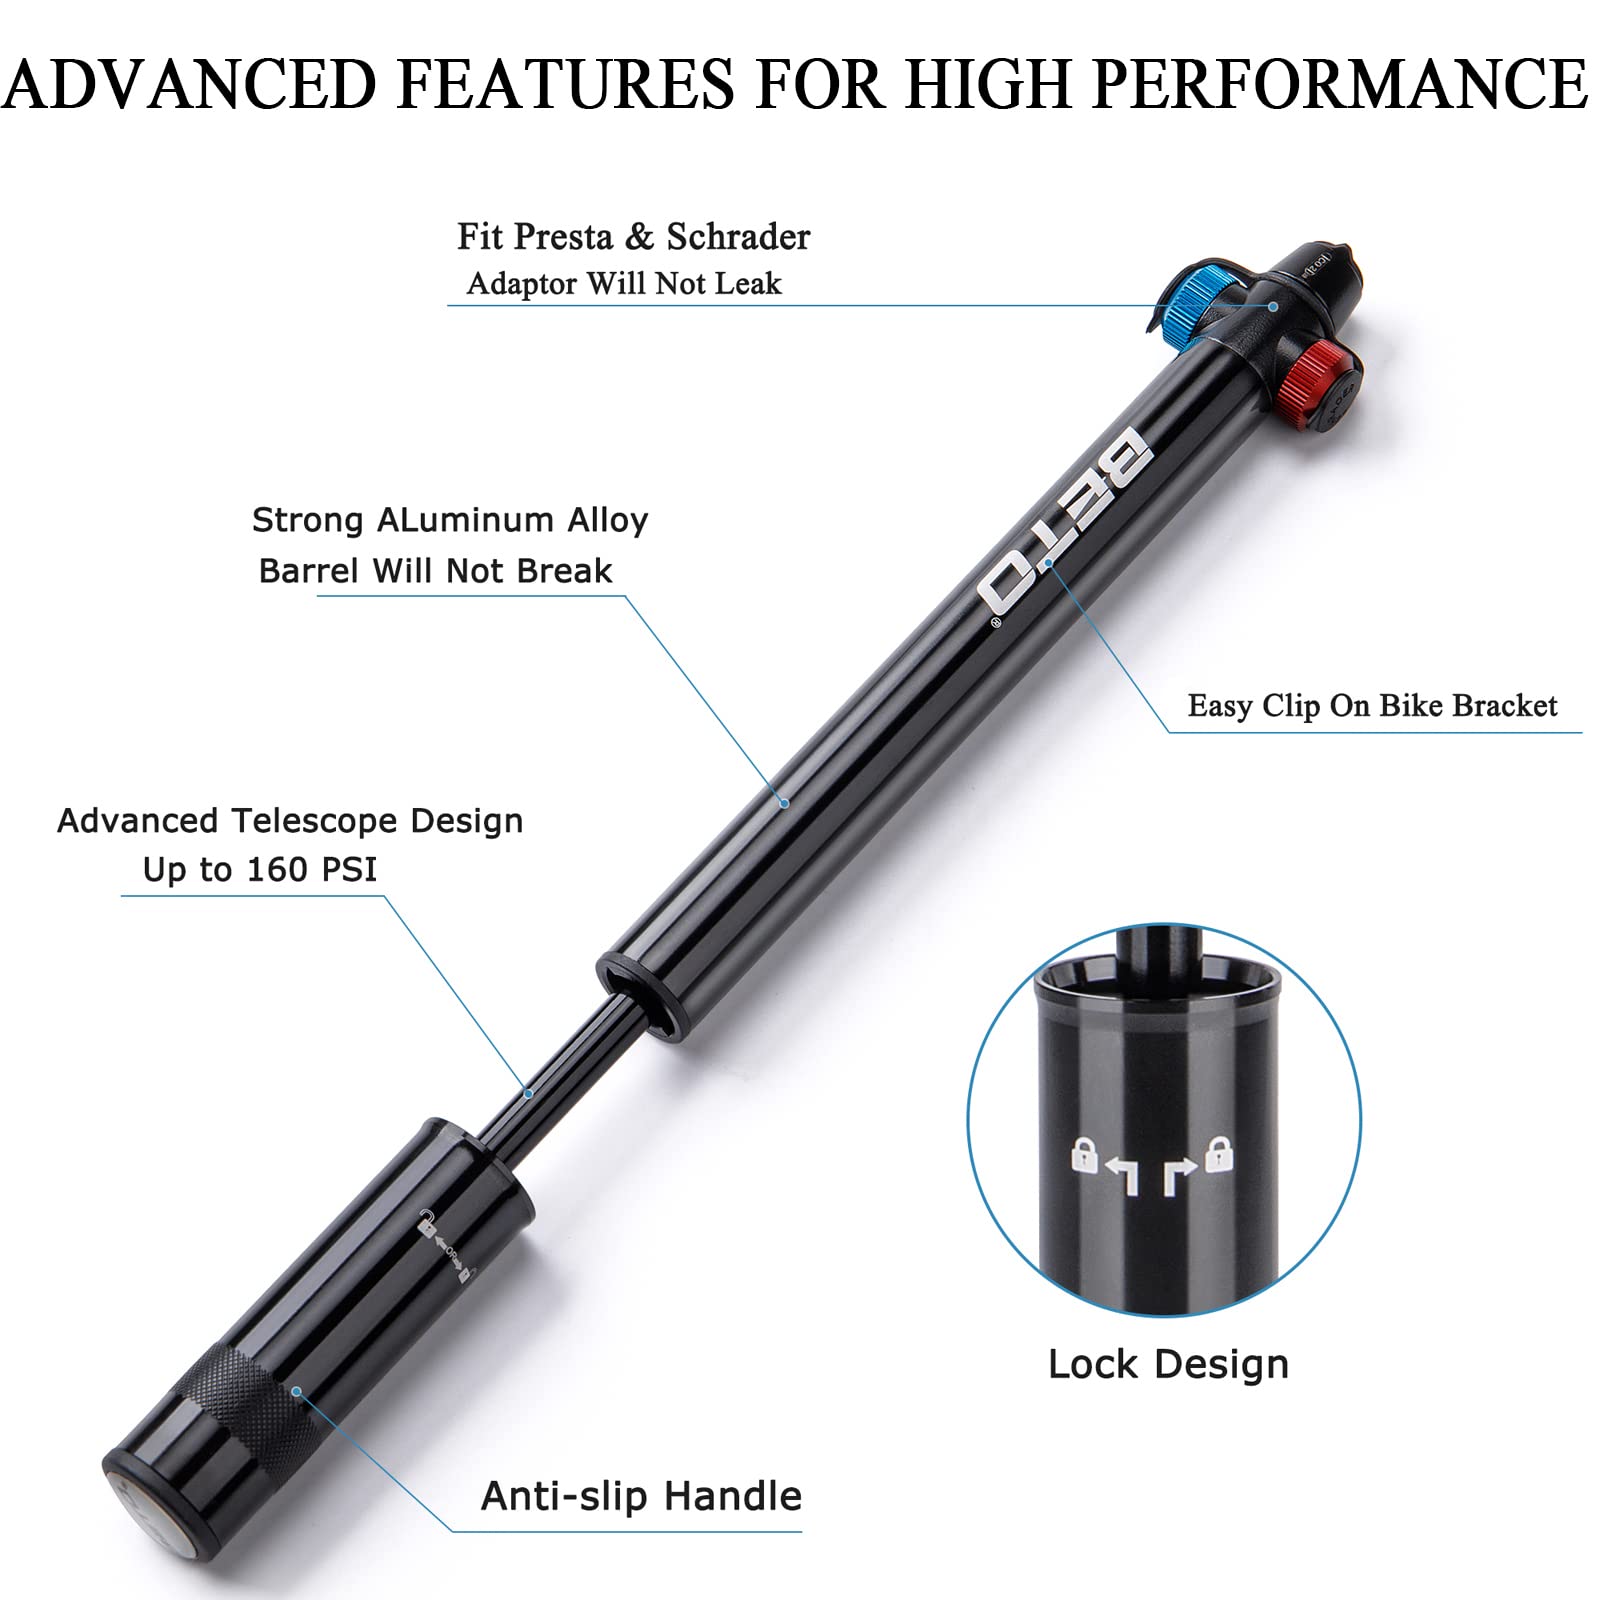 ADVANCED FEATURES FOR HIGH PERFORMANCE
Fit Presta & Schrader
Adaptor Will Not Leak
BETO®
Strong ALuminum Alloy
Barrel Will Not Break
Easy Clip On Bike Bracket
Advanced Telescope Design
Up to 160 PSI
OR
Lock Design
Anti-slip Handle